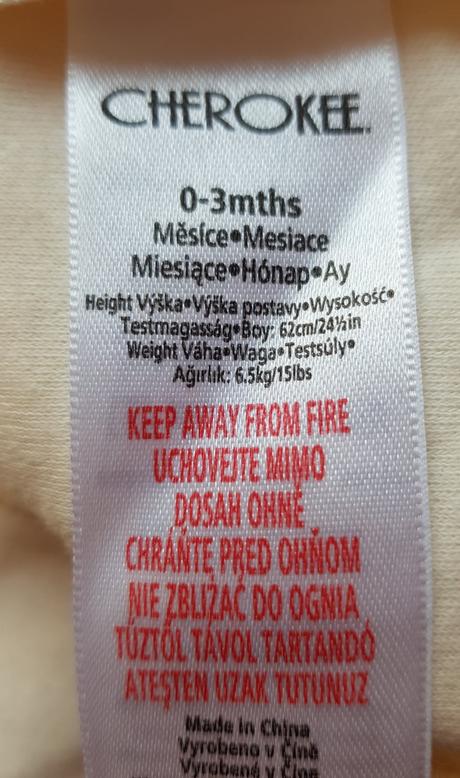 CHEROKEE.
0-3mths
Měsíce•Mesiace
Miesiące•Hónap•Ay
Height Výška•Výška postavy•Wysokość•
Testmagasság•Boy: 62cm/24½in
Weight Váha•Waga•Testsúly•
Ağırlık: 6.5kg/15lbs
KEEP AWAY FROM FIRE
UCHOVEJTE MIMO
DOSAH OHNĚ
CHRÁŇTE PRED OHŇOM
NIE ZBLIŻAĆ DO OGNIA
TŰZTŐL TÁVOL TARTANDÓ
ATEŞTEN UZAK TUTUNUZ
Made in China
Vyrobeno v Číně
Vyrobené v Číne